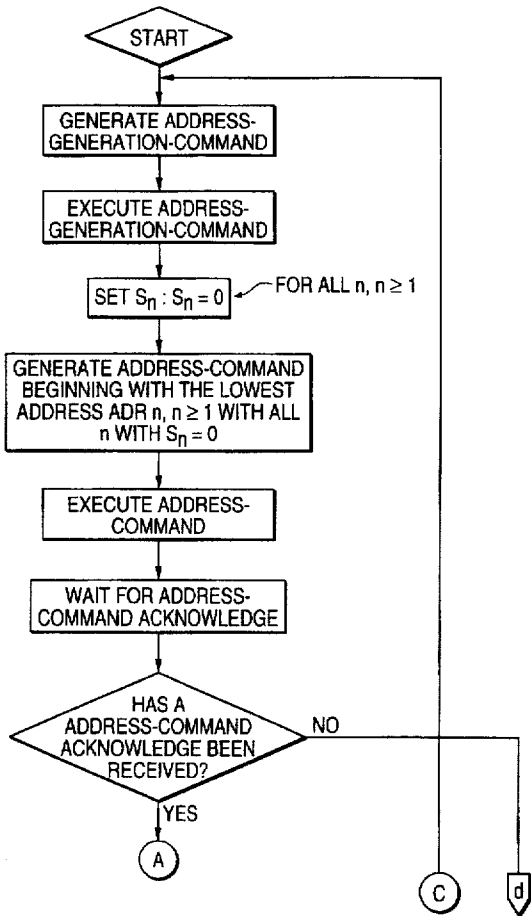 START
GENERATE ADDRESS-
GENERATION-COMMAND
EXECUTE ADDRESS-
GENERATION-COMMAND
SET Sn : Sn = 0
FOR ALL n, n ≥ 1
GENERATE ADDRESS-COMMAND
BEGINNING WITH THE LOWEST
ADDRESS ADR n, n ≥ 1 WITH ALL
n WITH Sn = 0
EXECUTE ADDRESS-
COMMAND
WAIT FOR ADDRESS-
COMMAND ACKNOWLEDGE
HAS A
ADDRESS-COMMAND
ACKNOWLEDGE BEEN
RECEIVED?
NO
YES
A
C
d